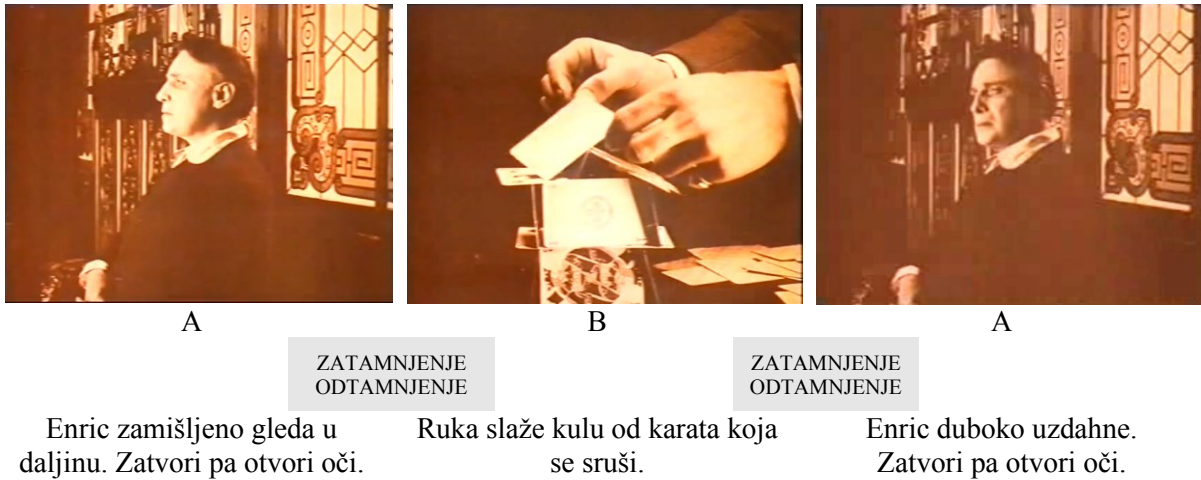 A
B
A
ZATAMNJENJE
ODTAMNJENJE
ZATAMNJENJE
ODTAMNJENJE
Enric zamišljeno gleda u
daljinu. Zatvori pa otvori oči.
Ruka slaže kulu od karata koja
se sruši.
Enric duboko uzdahne.
Zatvori pa otvori oči.